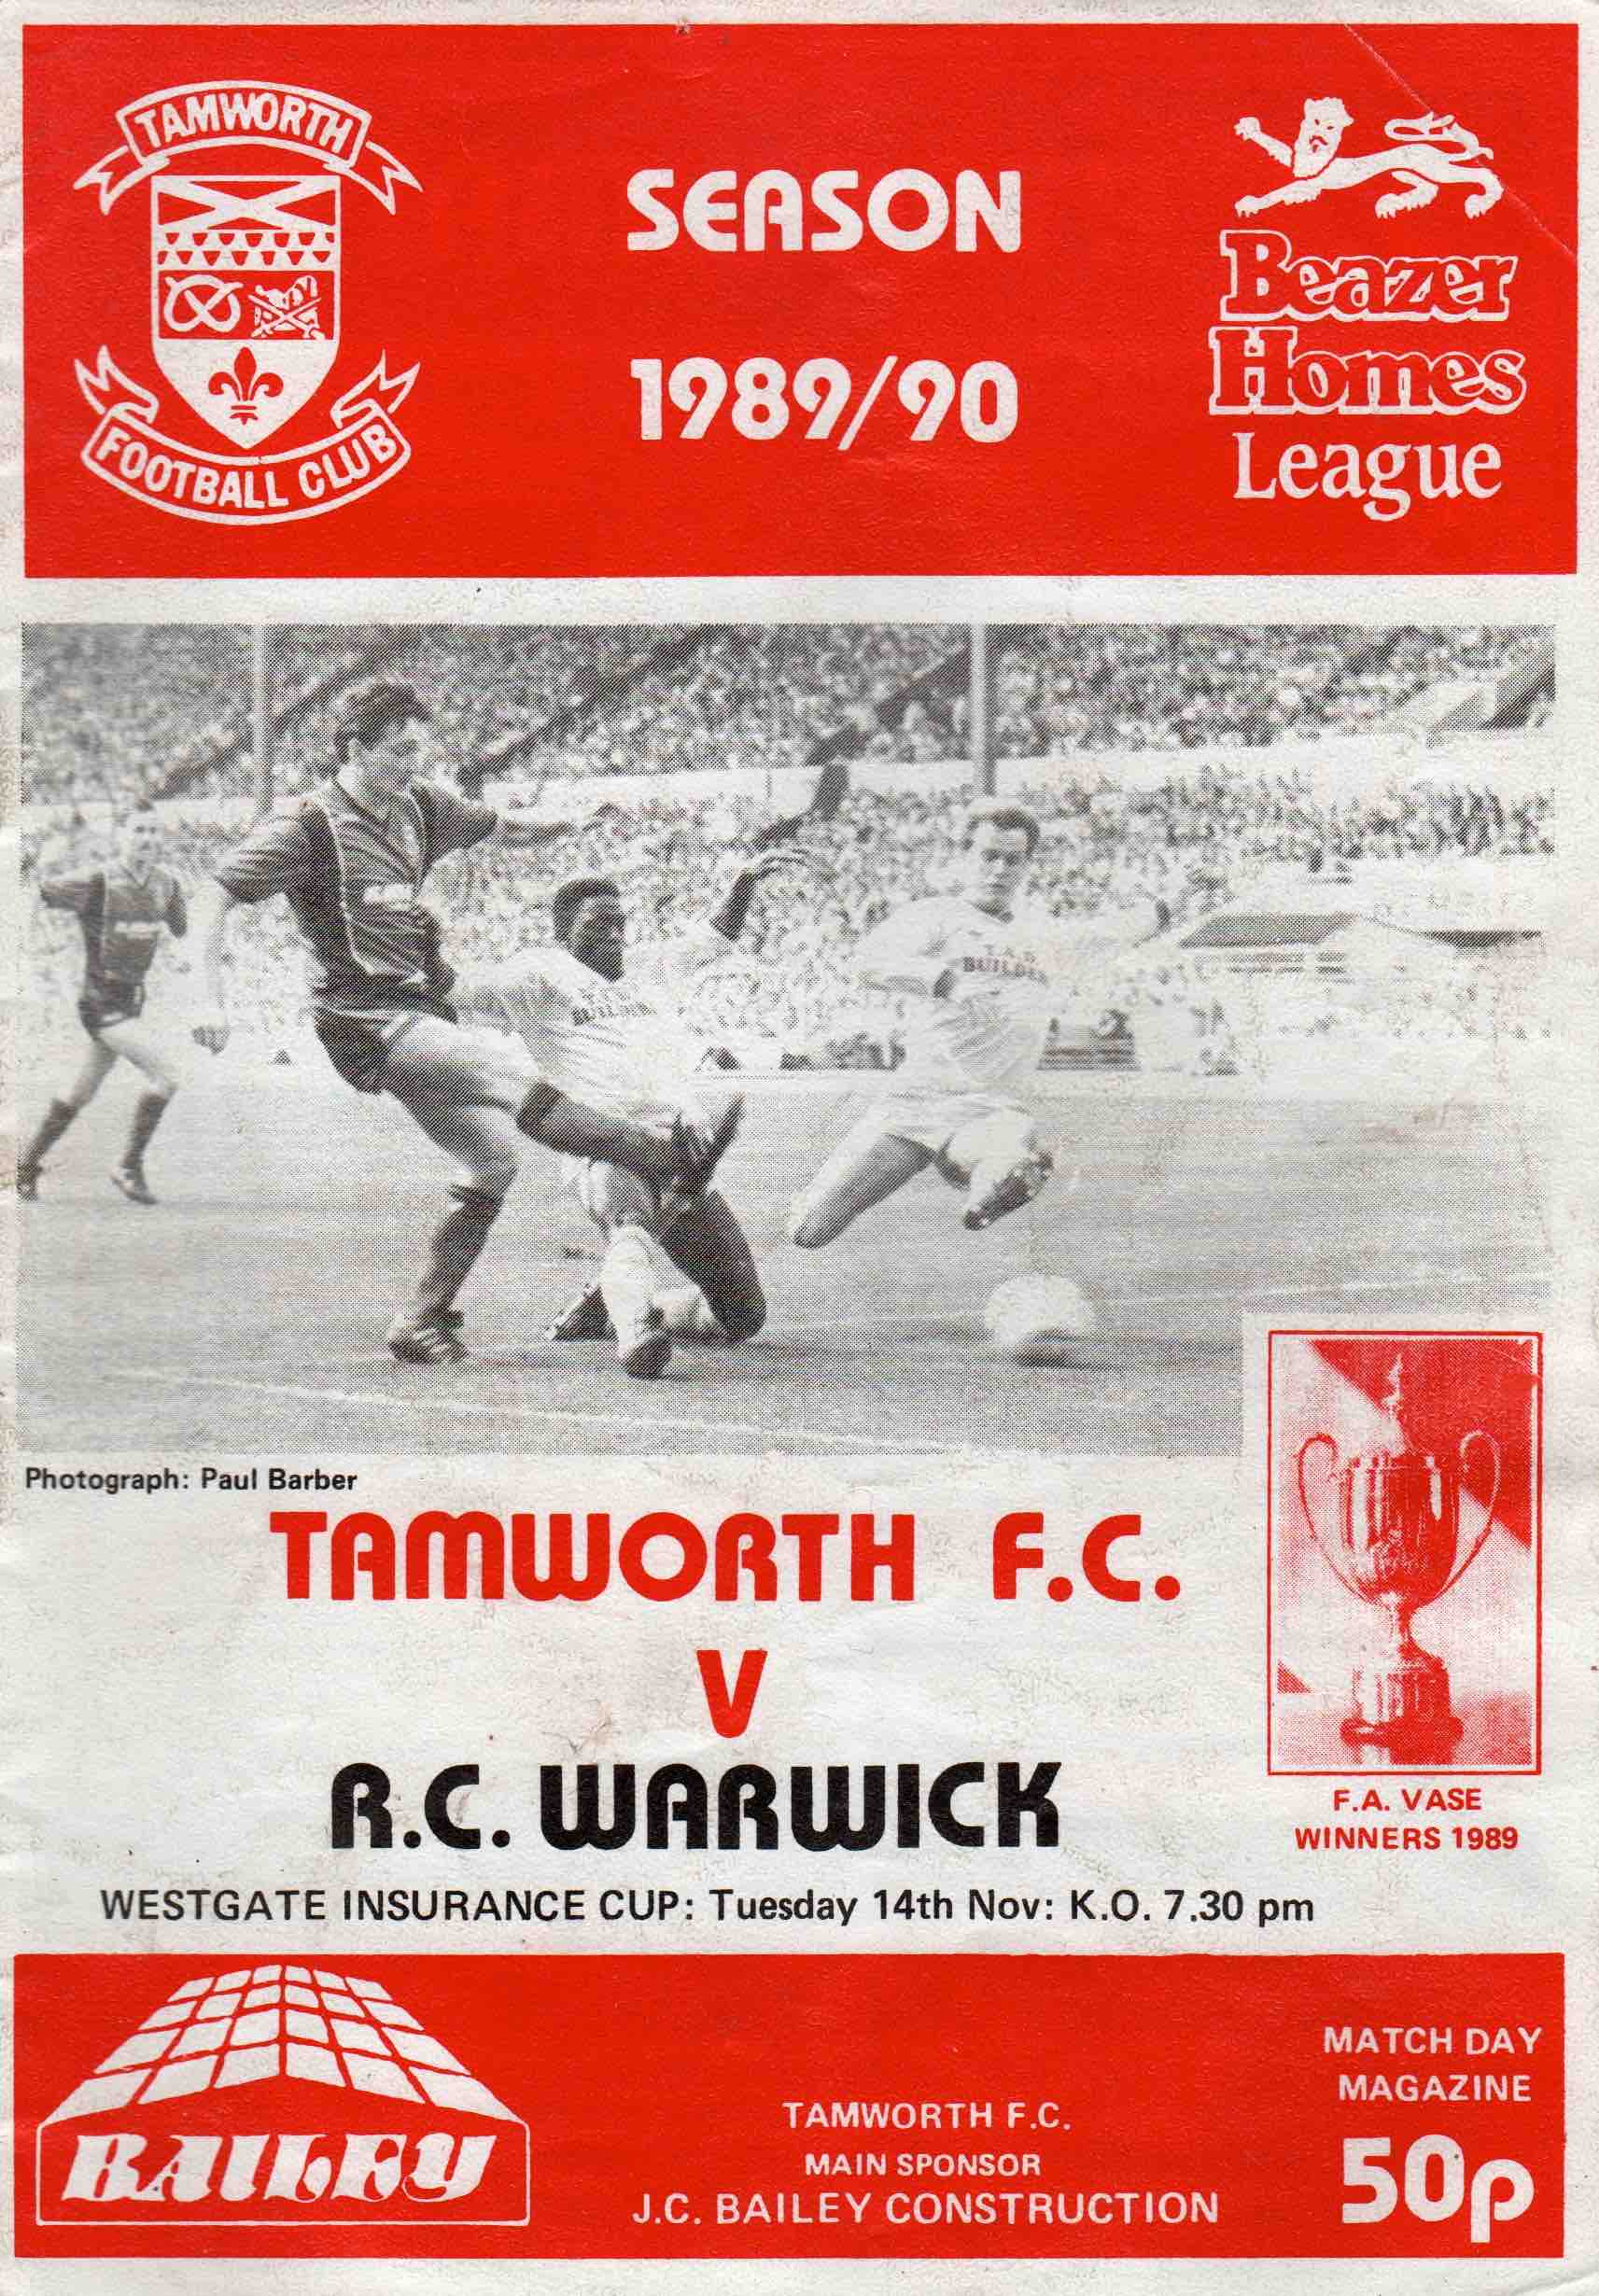 TAMWORTH
FOOTBALL CLUB
SEASON
1989/90
Beazer
Homes
League
Photograph: Paul Barber
TAMWORTH F.C.
V
R.C. WARWICK
F.A. VASE
WINNERS 1989
WESTGATE INSURANCE CUP: Tuesday 14th Nov: K.O. 7.30 pm
BAILEY
TAMWORTH F.C.
MAIN SPONSOR
J.C. BAILEY CONSTRUCTION
MATCH DAY
MAGAZINE
50p